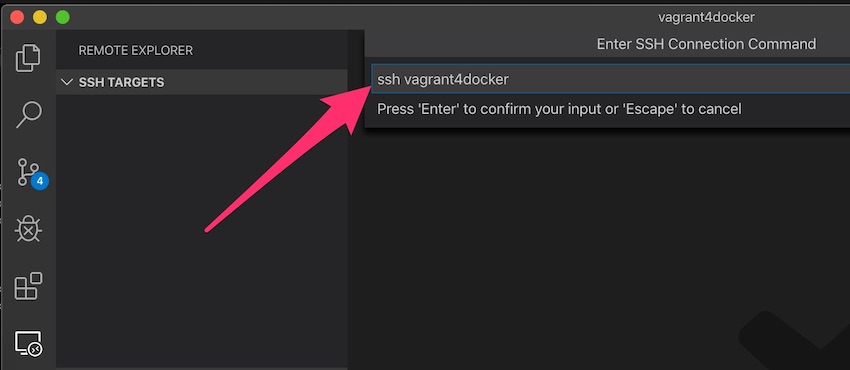 vagrant4docker
REMOTE EXPLORER
Enter SSH Connection Command
SSH TARGETS
ssh vagrant4docker
Press 'Enter' to confirm your input or 'Escape' to cancel
4